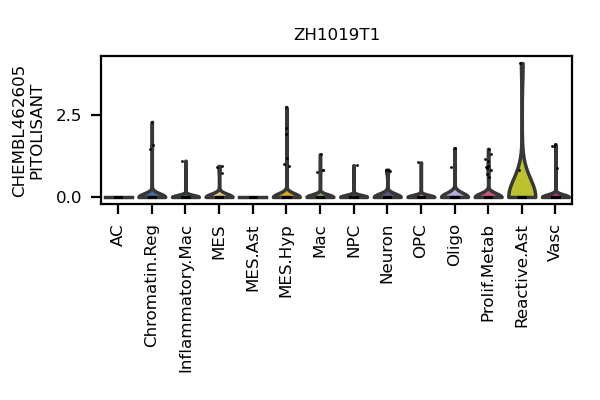 ZH1019T1
CHEMBL462605
PITOLISANT
2.5
0.0
AC
Chromatin.Reg
Inflammatory.Mac
MES
MES.Ast
MES.Hyp
Mac
NPC
Neuron
OPC
Oligo
Prolif.Metab
Reactive.Ast
Vasc